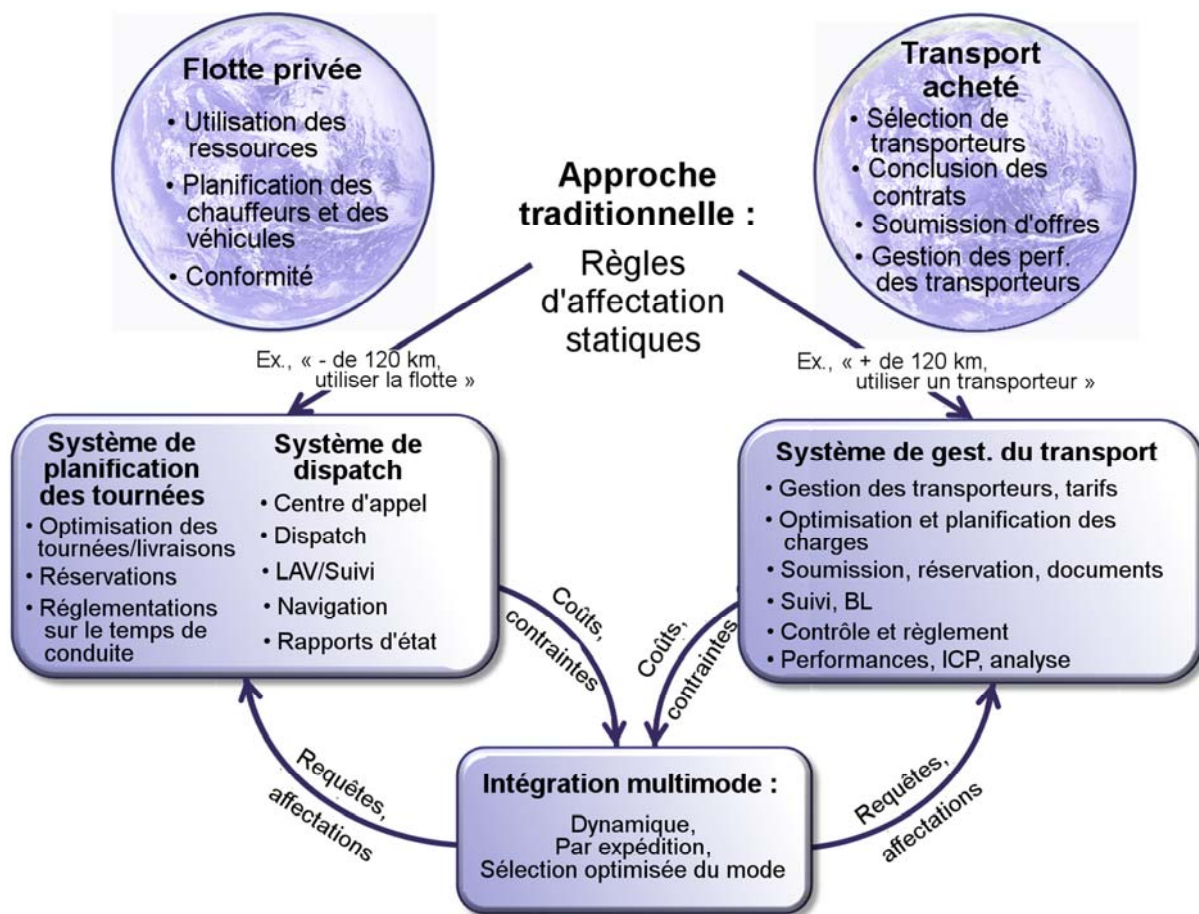 Flotte privée
• Utilisation des
ressources
• Planification des
chauffeurs et des
véhicules
• Conformité
Transport
acheté
• Sélection de
transporteurs
• Conclusion des
contrats
• Soumission d'offres
• Gestion des perf.
des transporteurs
Approche
traditionnelle :
Règles
d'affectation
statiques
Ex., « - de 120 km,
utiliser la flotte »
Ex., « + de 120 km,
utiliser un transporteur »
Système de
planification
des tournées
• Optimisation des
tournées/livraisons
• Réservations
• Réglementations
sur le temps de
conduite
Système de
dispatch
• Centre d'appel
• Dispatch
• LAV/Suivi
• Navigation
• Rapports d'état
Système de gest. du transport
• Gestion des transporteurs, tarifs
• Optimisation et planification des
charges
• Soumission, réservation, documents
• Suivi, BL
• Contrôle et règlement
• Performances, ICP, analyse
Coûts,
contraintes
Coûts,
contraintes
Requêtes,
affectations
Intégration multimode :
Dynamique,
Par expédition,
Sélection optimisée du mode
Requêtes,
affectations